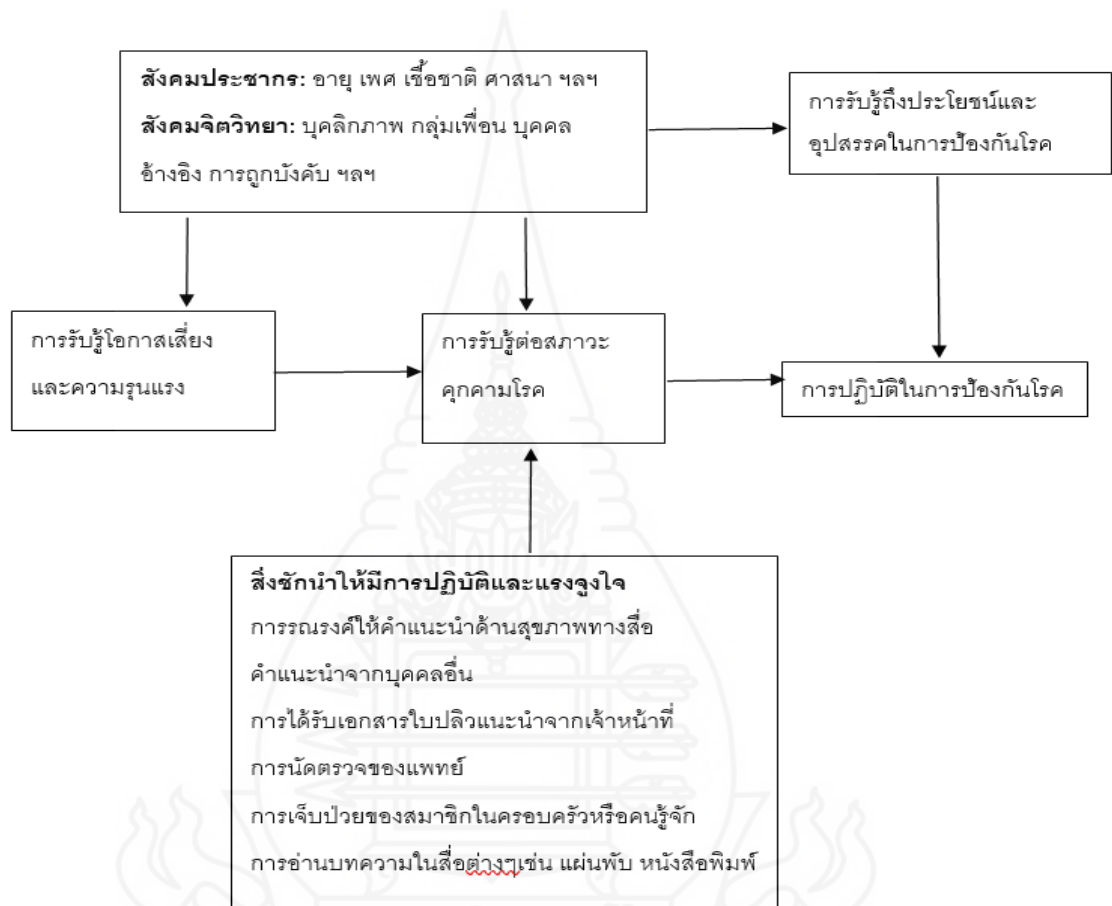 สังคมประชากร: อายุ เพศ เชื้อชาติ ศาสนา ฯลฯ
สังคมจิตวิทยา: บุคลิกภาพ กลุ่มเพื่อน บุคคล
อ้างอิง การถูกบังคับ ฯลฯ
การรับรู้ถึงประโยชน์และ
อุปสรรคในการป้องกันโรค
การรับรู้โอกาสเสี่ยง
และความรุนแรง
การรับรู้ต่อสภาวะ
คุกคามโรค
การปฏิบัติในการป้องกันโรค
สิ่งชักนำให้มีการปฏิบัติและแรงจูงใจ
การรณรงค์ให้คำแนะนำด้านสุขภาพทางสื่อ
คำแนะนำจากบุคคลอื่น
การได้รับเอกสารใบปลิวแนะนำจากเจ้าหน้าที่
การนัดตรวจของแพทย์
การเจ็บป่วยของสมาชิกในครอบครัวหรือคนรู้จัก
การอ่านบทความในสื่อต่างๆเช่น แผ่นพับ หนังสือพิมพ์